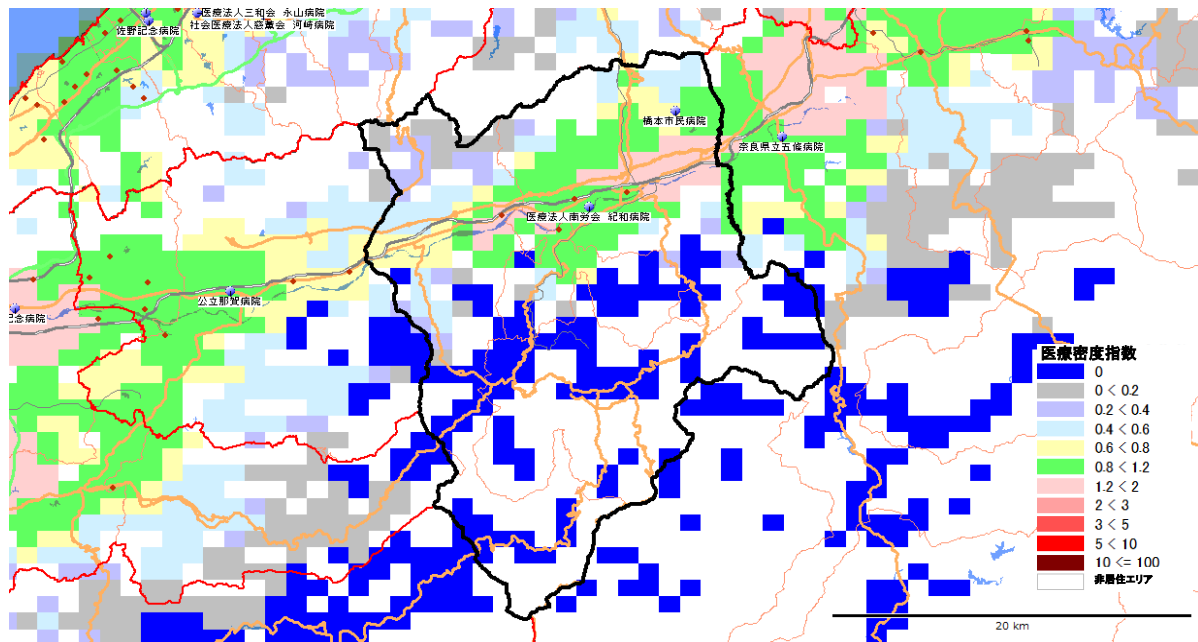 医療法人三和会 永山病院
佐野記念病院
社会医療法人慈薫会 河崎病院
橋本市民病院
奈良県立五條病院
医療法人南労会 紀和病院
公立那賀病院
記念病院
医療密度指数
0
0 < 0.2
0.2 < 0.4
0.4 < 0.6
0.6 < 0.8
0.8 < 1.2
1.2 < 2
2 < 3
3 < 5
5 < 10
10 <= 100
非居住エリア
20 km